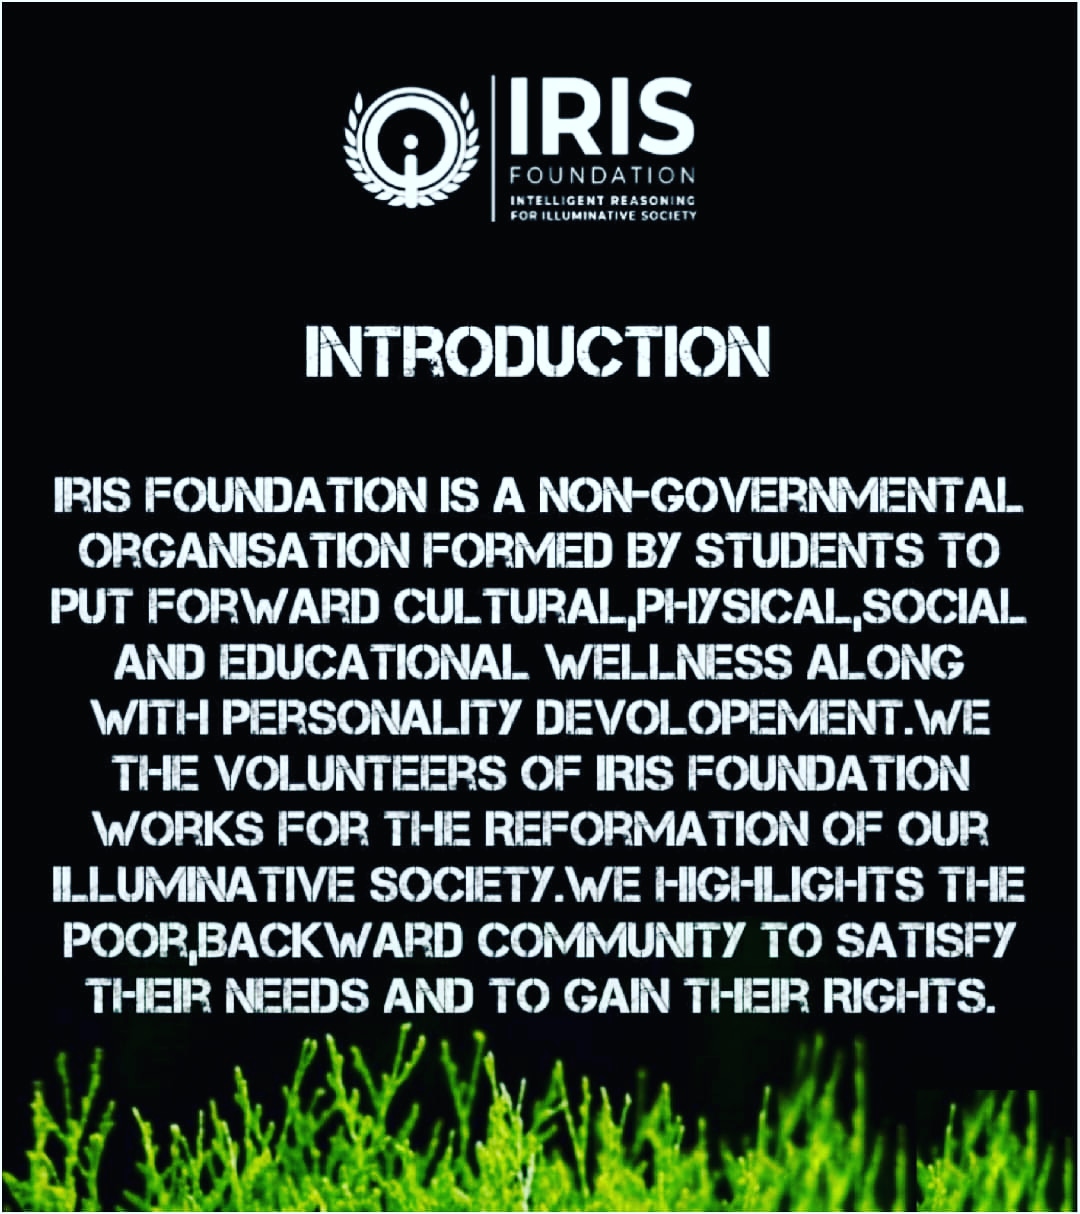 IRIS
FOUNDATION
INTELLIGENT REASONING
FOR ILLUMINATIVE SOCIETY
INTRODUCTION
IRIS FOUNDATION IS A NON-GOVERNMENTAL
ORGANISATION FORMED BY STUDENTS TO
PUT FORWARD CULTURAL,PHYSICAL,SOCIAL
AND EDUCATIONAL WELLNESS ALONG
WITH PERSONALITY DEVOLOPEMENT.WE
THE VOLUNTEERS OF IRIS FOUNDATION
WORKS FOR THE REFORMATION OF OUR
ILLUMINATIVE SOCIETY.WE HIGHLIGHTS THE
POOR,BACKWARD COMMUNITY TO SATISFY
THEIR NEEDS AND TO GAIN THEIR RIGHTS.